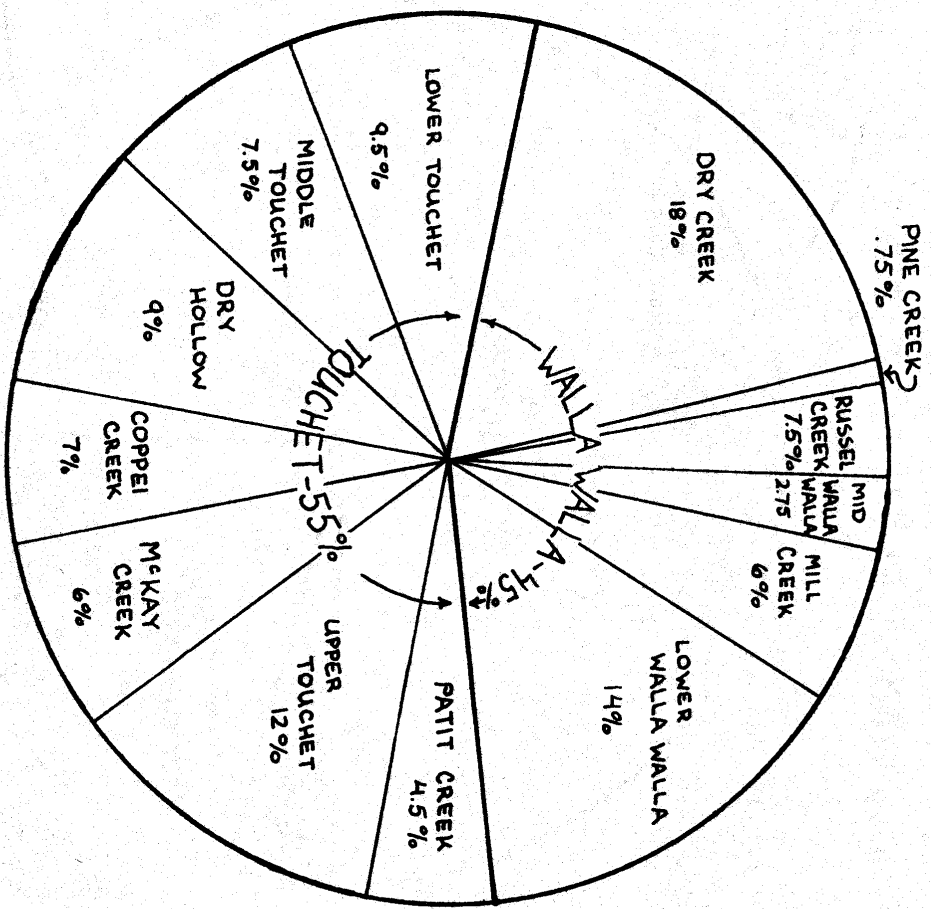 PINE CREEK
.75%
DRY CREEK
18%
RUSSEL
CREEK
7.5%
MID
WALLA
WALLA
2.75
MILL
CREEK
6%
LOWER
WALLA WALLA
14%
WALLA WALLA-45%±
PATIT CREEK
4.5%
UPPER
TOUCHET
12%
McKAY
CREEK
6%
COPPEI
CREEK
7%
DRY
HOLLOW
9%
MIDDLE
TOUCHET
7.5%
LOWER TOUCHET
9.5%
TOUCHET-55%